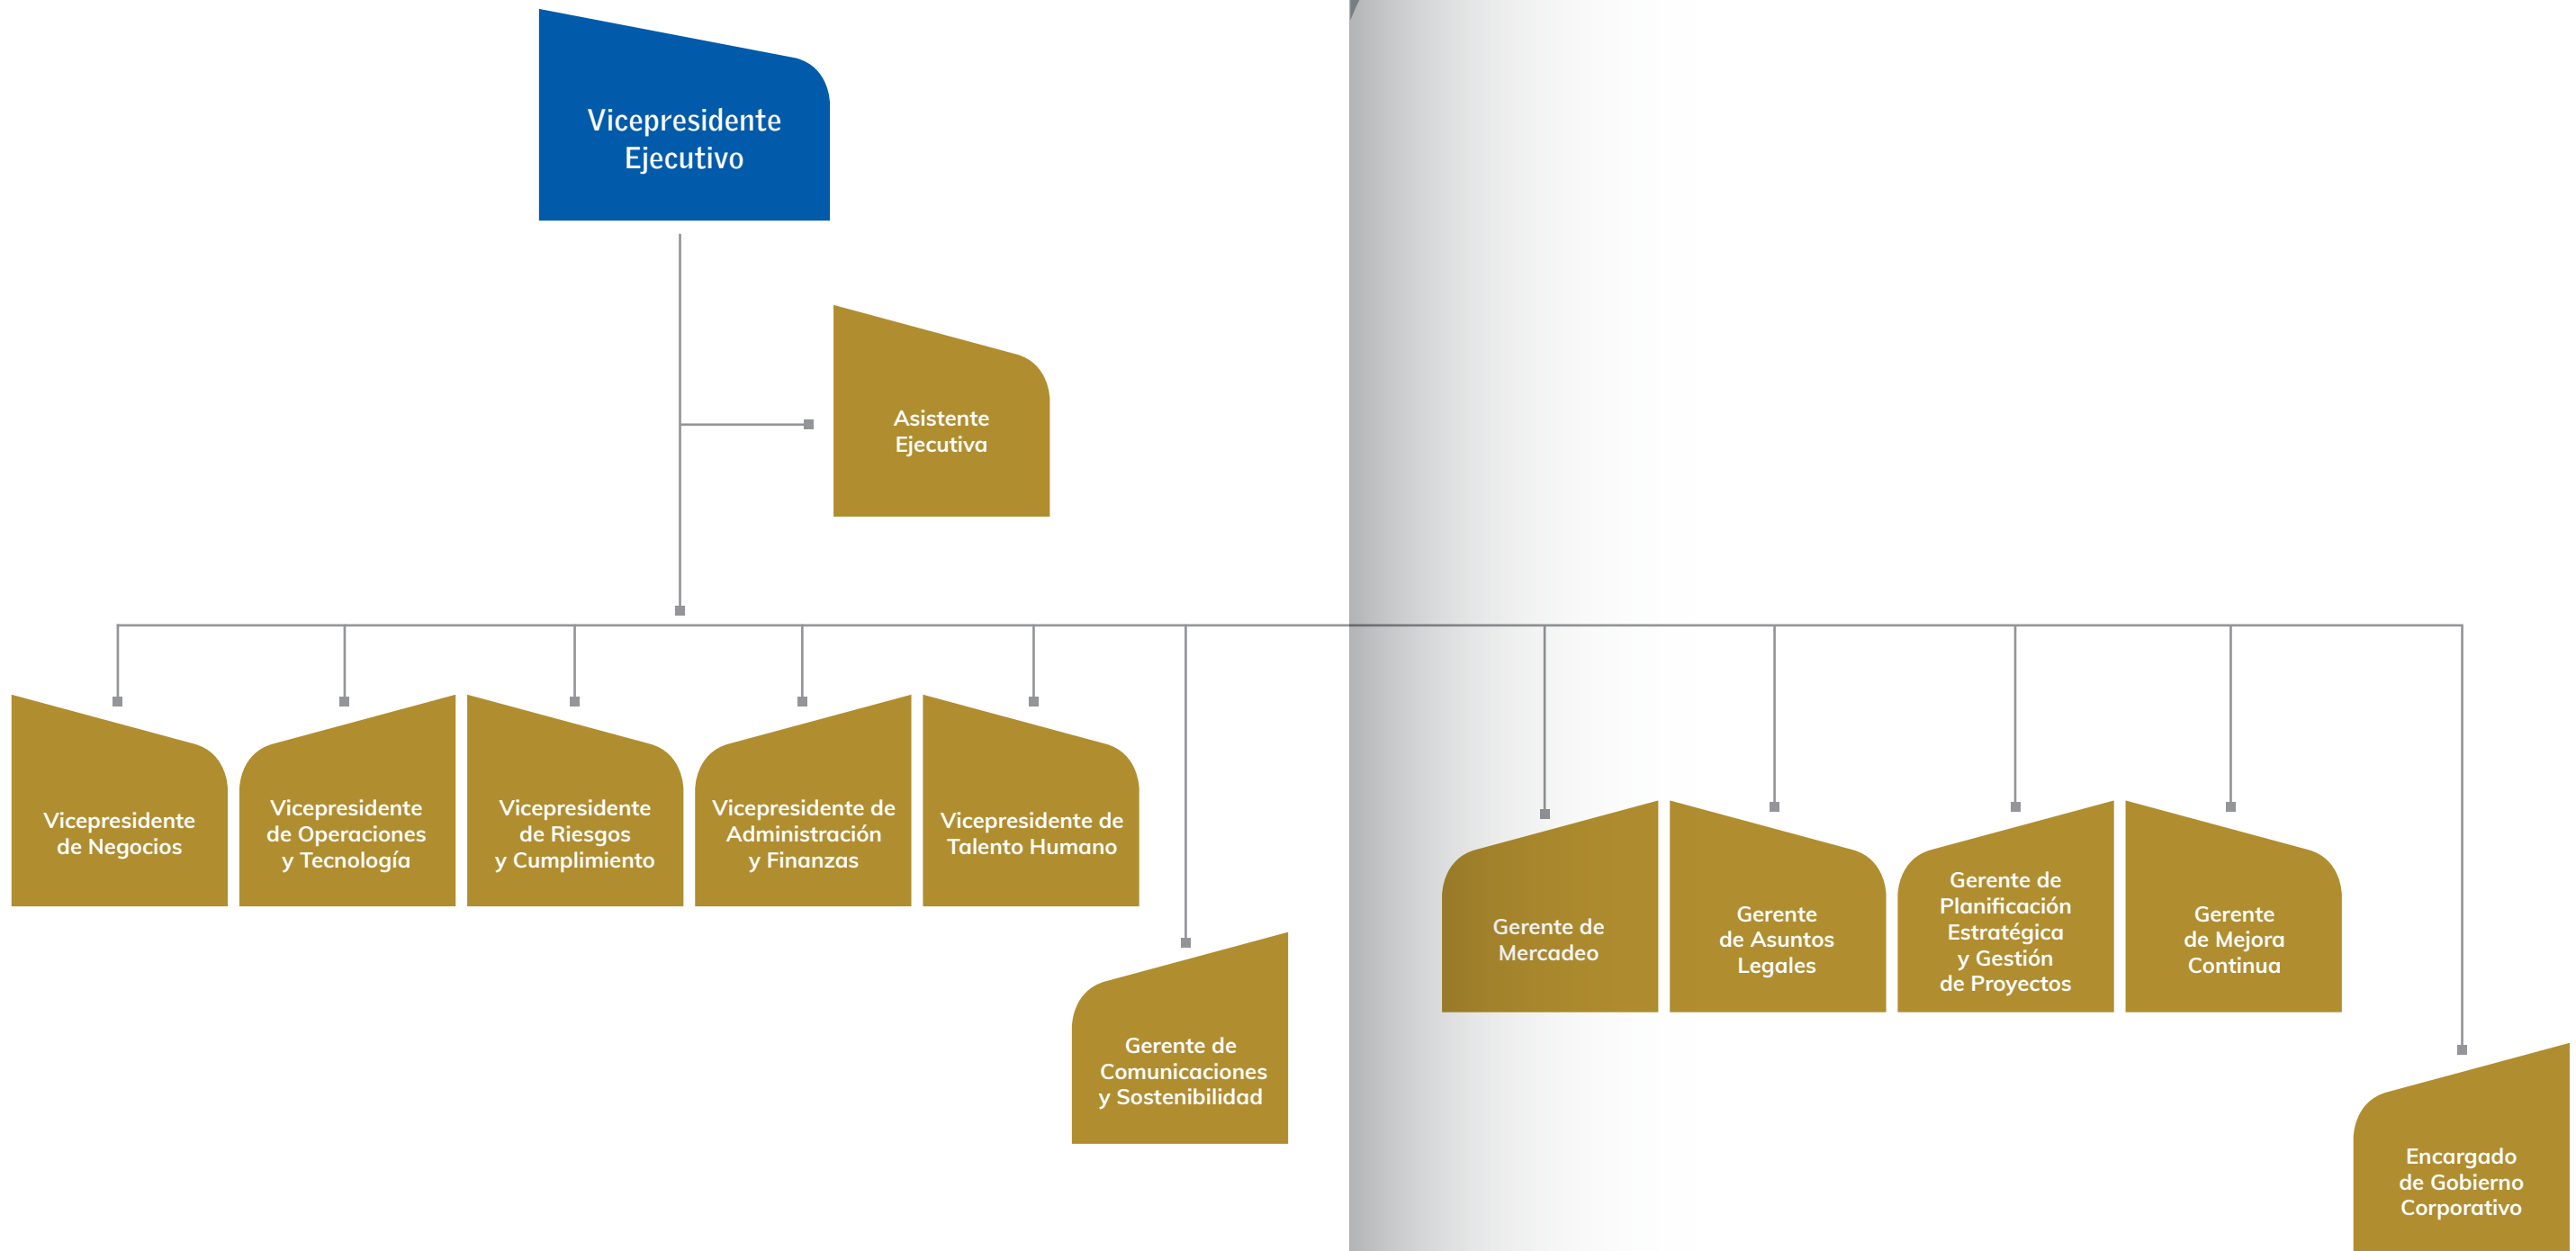 Vicepresidente
Ejecutivo
Asistente
Ejecutiva
Vicepresidente
de Negocios
Vicepresidente
de Operaciones
y Tecnología
Vicepresidente
de Riesgos
y Cumplimiento
Vicepresidente de
Administración
y Finanzas
Vicepresidente de
Talento Humano
Gerente de
Comunicaciones
y Sostenibilidad
Gerente de
Mercadeo
Gerente
de Asuntos
Legales
Gerente de
Planificación
Estratégica
y Gestión
de Proyectos
Gerente
de Mejora
Continua
Encargado
de Gobierno
Corporativo